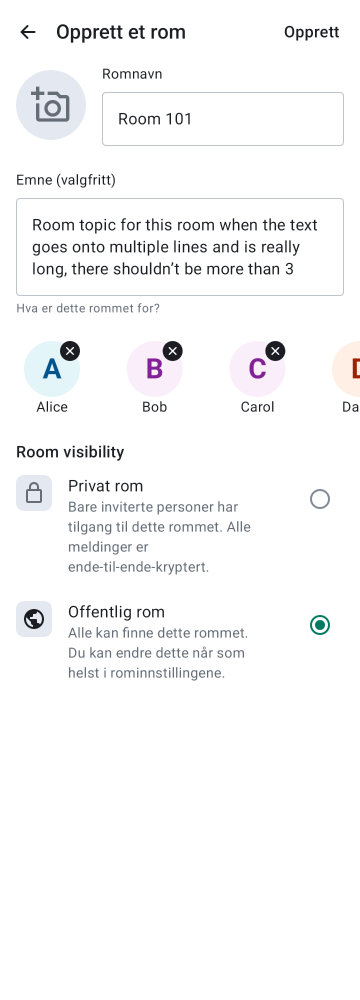 Opprett et rom
Opprett
Romnavn
Room 101
Emne (valgfritt)
Room topic for this room when the text
goes onto multiple lines and is really
long, there shouldn’t be more than 3
Hva er dette rommet for?
A
B
C
D
Alice
Bob
Carol
Da
Room visibility
Privat rom
Bare inviterte personer har
tilgang til dette rommet. Alle
meldinger er
ende-til-ende-kryptert.
Offentlig rom
Alle kan finne dette rommet.
Du kan endre dette når som
helst i rominnstillingene.